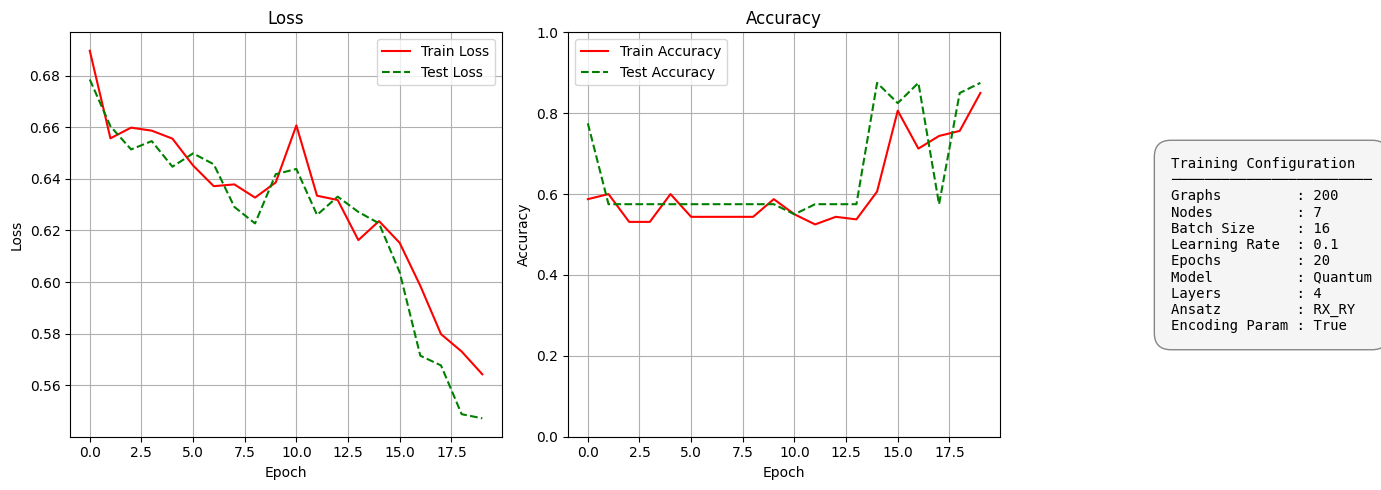 Loss
Train Loss
Test Loss
0.68
0.66
0.64
0.62
0.60
0.58
0.56
Loss
0.0 2.5 5.0 7.5 10.0 12.5 15.0 17.5
Epoch
Accuracy
Train Accuracy
Test Accuracy
1.0
0.8
0.6
0.4
0.2
0.0
Accuracy
0.0 2.5 5.0 7.5 10.0 12.5 15.0 17.5
Epoch
Training Configuration
Graphs : 200
Nodes : 7
Batch Size : 16
Learning Rate : 0.1
Epochs : 20
Model : Quantum
Layers : 4
Ansatz : RX_RY
Encoding Param : True